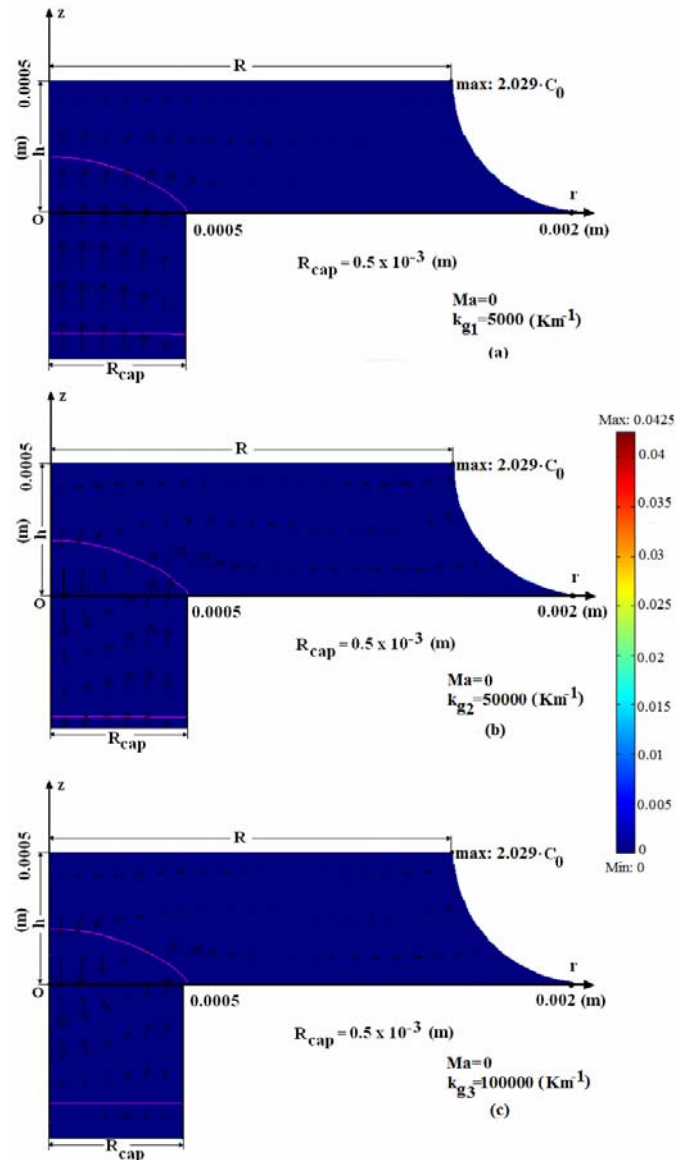 z
R
0.0005
max: 2.029·C0
(m) h
r
O
0.0005
0.002 (m)
Rcap = 0.5 x 10-3 (m)
Ma=0
kg1=5000 (Km-1)
(a)
Rcap
z
Max: 0.0425
R
0.0005
max: 2.029·C0
0.04
0.035
0.03
(m) h
r
0.025
O
0.0005
0.002 (m)
0.02
Rcap = 0.5 x 10-3 (m)
0.015
Ma=0
kg2=50000 (Km-1)
0.01
(b)
Rcap
0.005
z
R
0
0.0005
max: 2.029·C0
Min: 0
(m) h
r
O
0.0005
0.002 (m)
Rcap = 0.5 x 10-3 (m)
Ma=0
kg3=100000 (Km-1)
(c)
Rcap